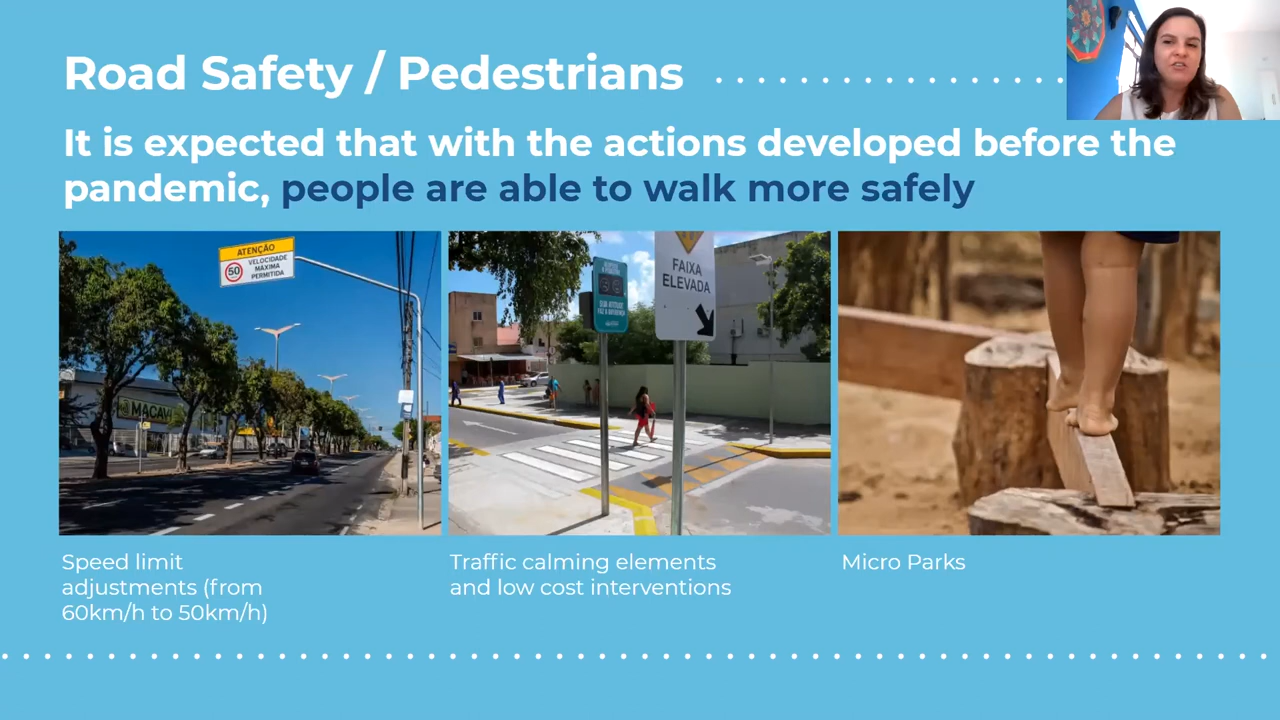 Road Safety / Pedestrians
It is expected that with the actions developed before the
pandemic, people are able to walk more safely
ATENÇÃO
50
VELOCIDADE
MÁXIMA
PERMITIDA
MACAVI
FAIXA
ELEVADA
Speed limit
adjustments (from
60km/h to 50km/h)
Traffic calming elements
and low cost interventions
Micro Parks